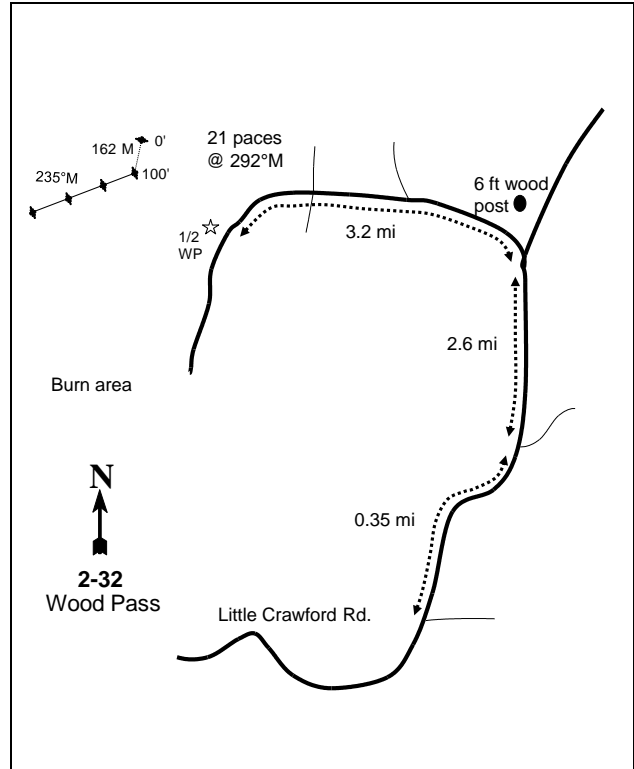 162 M
0'
21 paces
@ 292°M
235°M
100'
6 ft wood
post
1/2
WP
3.2 mi
2.6 mi
Burn area
N
0.35 mi
2-32
Wood Pass
Little Crawford Rd.